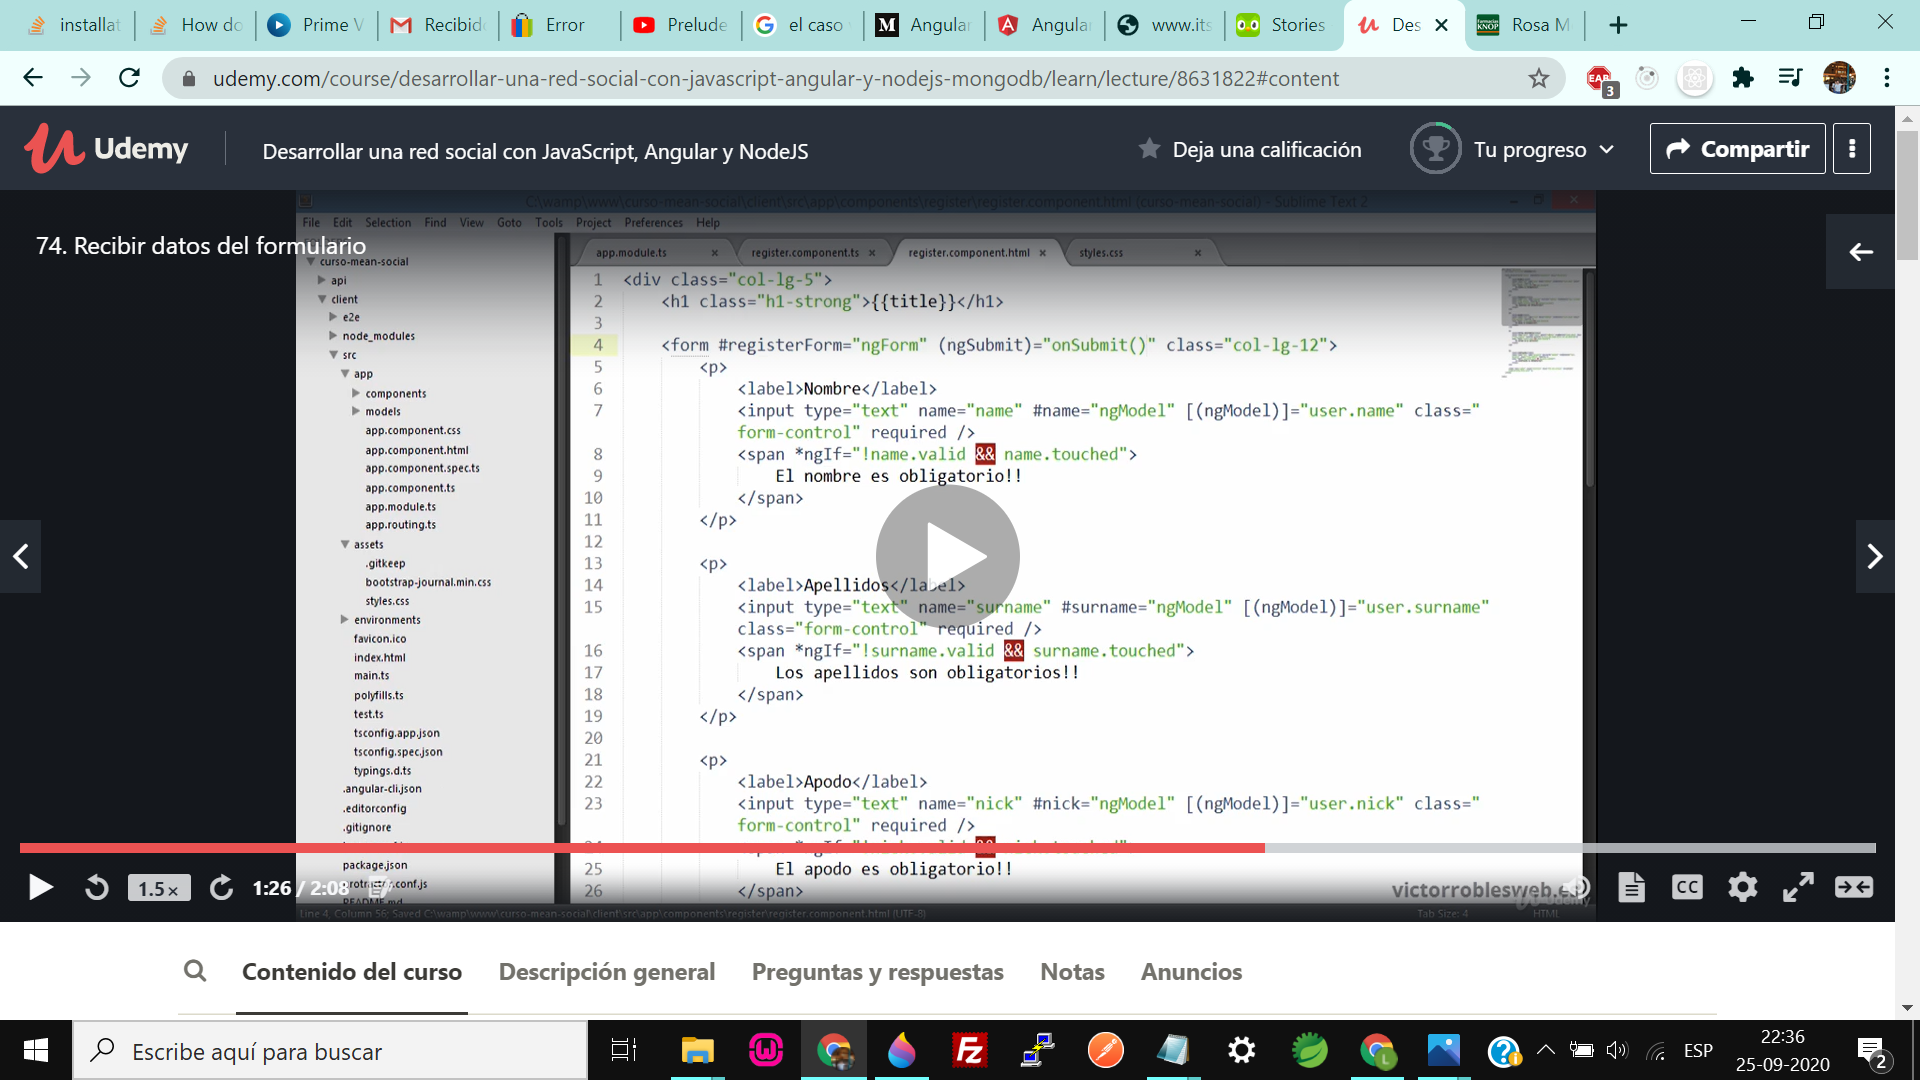 installat
How do
Prime V
Recibid
Error
Prelude
el caso
Angular
Angular
www.its
Stories
Des
Rosa M
udemy.com/course/desarrollar-una-red-social-con-javascript-angular-y-nodejs-mongodb/learn/lecture/8631822#content
3
Udemy
Desarrollar una red social con JavaScript, Angular y NodeJS
Deja una calificación
Tu progreso
Compartir
C:\wamp\www\curso-mean-social\client\src\app\components\register\register.component.html (curso-mean-social) - Sublime Text 2
File Edit Selection Find View Goto Tools Project Preferences Help
74. Recibir datos del formulario
app.module.ts
register.component.ts
register.component.html
styles.css
curso-mean-social
api
client
e2e
node_modules
src
app
components
models
app.component.css
app.component.html
app.component.spec.ts
app.component.ts
app.module.ts
app.routing.ts
assets
.gitkeep
bootstrap-journal.min.css
styles.css
environments
favicon.ico
index.html
main.ts
polyfills.ts
test.ts
tsconfig.app.json
tsconfig.spec.json
typings.d.ts
.angular-cli.json
.editorconfig
.gitignore
package.json
README.md
1 <div class="col-lg-5">
2 <h1 class="h1-strong">{{title}}</h1>
3
4 <form #registerForm="ngForm" (ngSubmit)="onSubmit()" class="col-lg-12">
5 <p>
6 <label>Nombre</label>
7 <input type="text" name="name" #name="ngModel" [(ngModel)]="user.name" class="
form-control" required />
8 <span *ngIf="!name.valid && name.touched">
9 El nombre es obligatorio!!
10 </span>
11 </p>
12
13 <p>
14 <label>Apellidos</label>
15 <input type="text" name="surname" #surname="ngModel" [(ngModel)]="user.surname"
class="form-control" required />
16 <span *ngIf="!surname.valid && surname.touched">
17 Los apellidos son obligatorios!!
18 </span>
19 </p>
20
21 <p>
22 <label>Apodo</label>
23 <input type="text" name="nick" #nick="ngModel" [(ngModel)]="user.nick" class="
form-control" required />
25 El apodo es obligatorio!!
26 </span>
1.5×
1:26 / 2:08
victorroblesweb.es
Udemy
CC
Line 4, Column 56; Saved C:\wamp\www\curso-mean-social\client\src\app\components\register\register.component.html (UTF-8)
Tab Size: 4
HTML
Contenido del curso
Descripción general
Preguntas y respuestas
Notas
Anuncios
Escribe aquí para buscar
ESP
22:36
25-09-2020
2